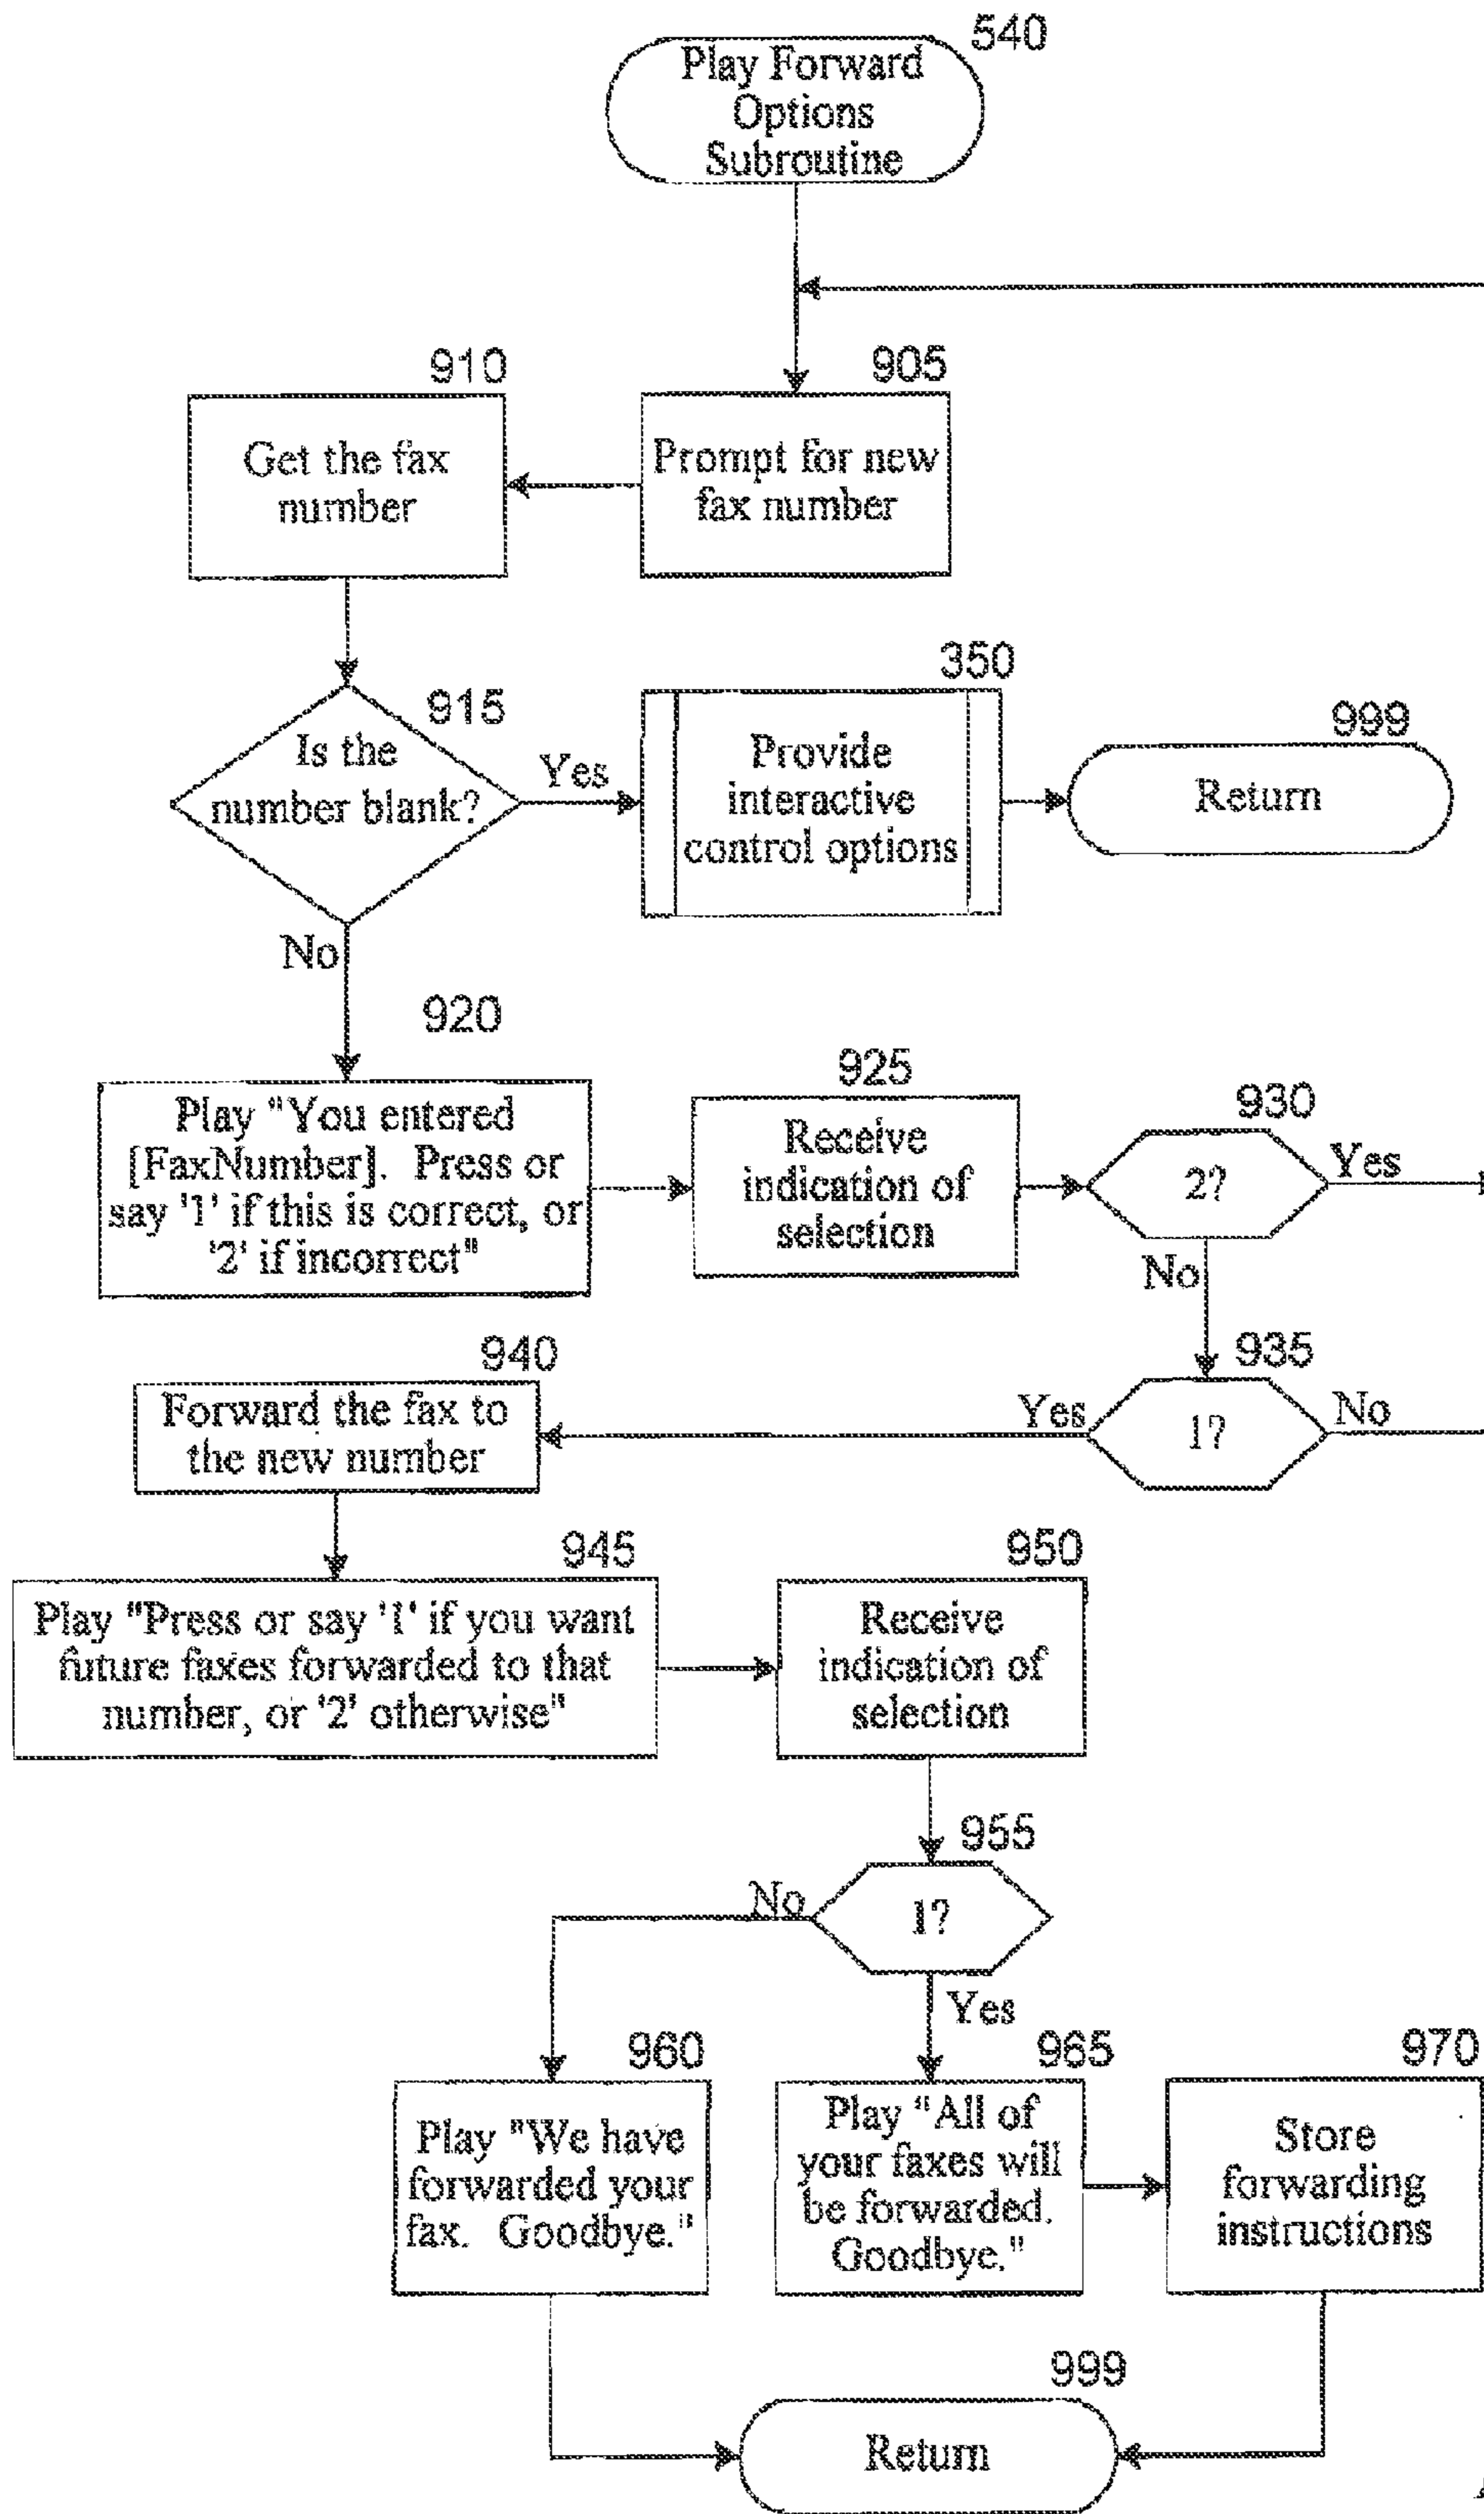 540
Play Forward
Options
Subroutine
910
905
Get the fax
number
Prompt for new
fax number
915
Is the
number blank?
Yes
350
Provide
interactive
control options
999
Return
No
920
Play "You entered
[FaxNumber].  Press or
say '1' if this is correct, or
'2' if incorrect"
925
Receive
indication of
selection
930
2?
Yes
No
935
1?
Yes
No
940
Forward the fax to
the new number
945
Play "Press or say '1' if you want
future faxes forwarded to that
number, or '2' otherwise"
950
Receive
indication of
selection
955
1?
No
Yes
960
Play "We have
forwarded your
fax.  Goodbye."
965
Play "All of
your faxes will
be forwarded.
Goodbye."
970
Store
forwarding
instructions
999
Return